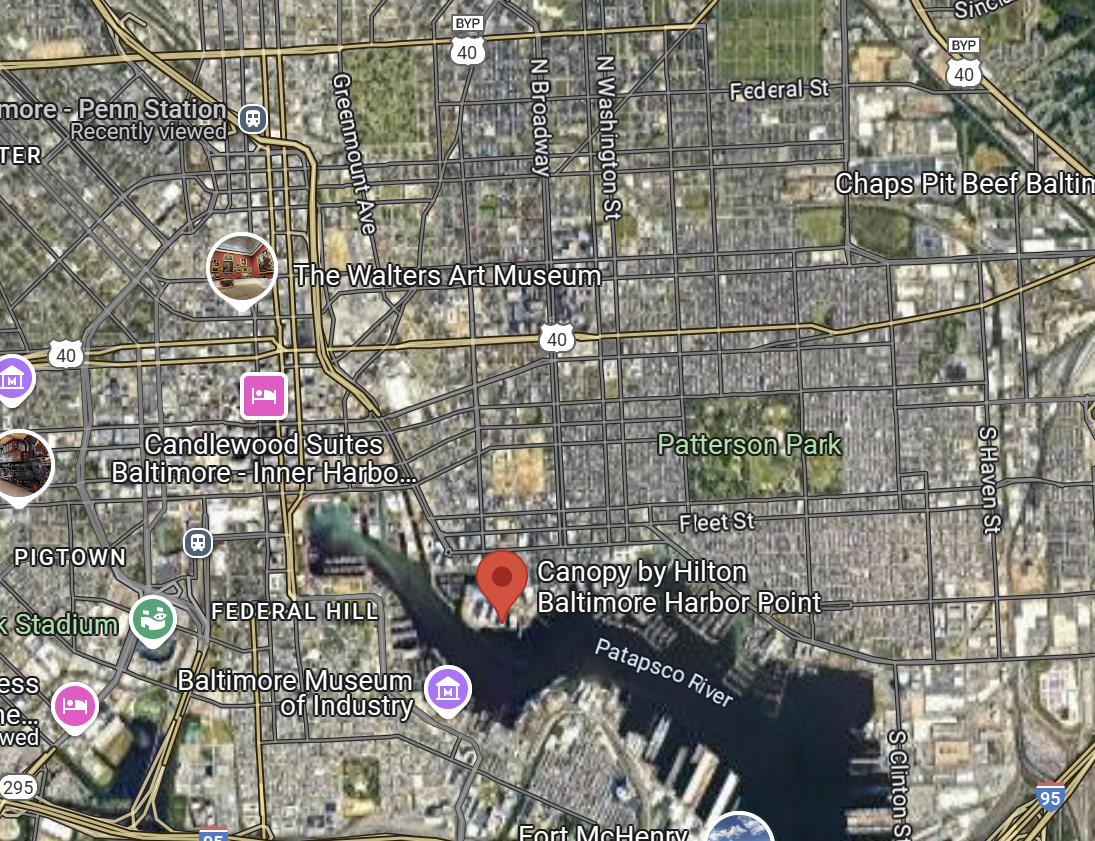 Sincl
BYP
40
BYP
40
Federal St
more - Penn Station
Recently viewed
Greenmount Ave
N Broadway
N Washington St
TER
Chaps Pit Beef Baltim
The Walters Art Museum
40
40
M
Candlewood Suites
Baltimore - Inner Harbo...
Patterson Park
S Haven St
Fleet St
PIGTOWN
Canopy by Hilton
Baltimore Harbor Point
FEDERAL HILL
k Stadium
Patapsco River
ess
ne...
wed
Baltimore Museum
of Industry
M
S Clinton St
295
95
95
Fort McHenry